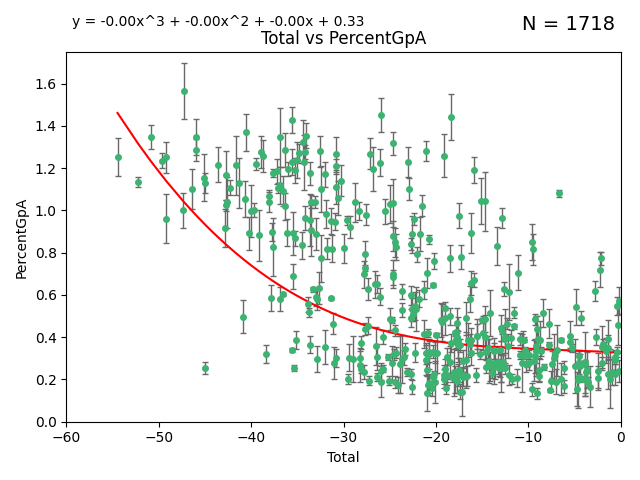 y = -0.00x^3 + -0.00x^2 + -0.00x + 0.33
N = 1718
Total vs PercentGpA
PercentGpA
1.6
1.4
1.2
1.0
0.8
0.6
0.4
0.2
0.0
−60 −50 −40 −30 −20 −10 0
Total